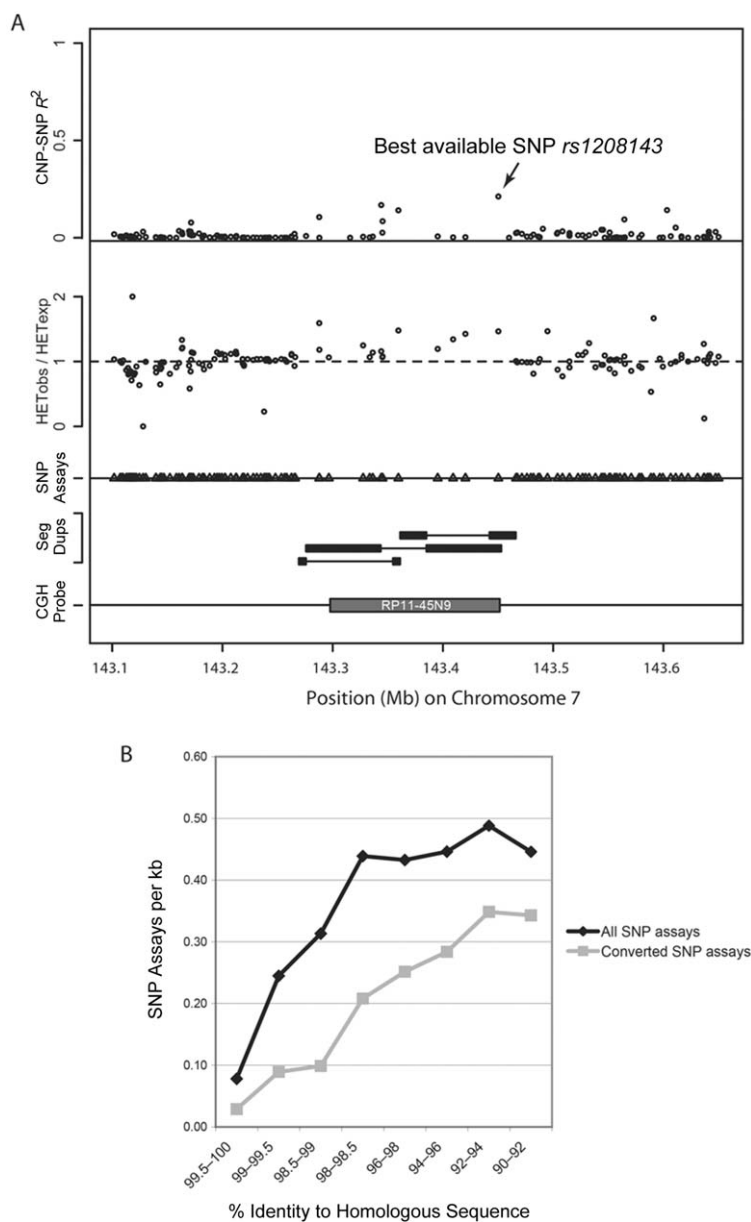 A
CNP-SNP R²
1
0.5
0
Best available SNP rs1208143
HETobs / HETexp
2
1
0
SNP
Assays
Seg
Dups
CGH
Probe
RP11-45N9
143.1 143.2 143.3 143.4 143.5 143.6
Position (Mb) on Chromosome 7
B
SNP Assays per kb
0.60
0.50
0.40
0.30
0.20
0.10
0.00
All SNP assays
Converted SNP assays
99.5–100 99–99.5 98.5–99 98–98.5 96–98 94–96 92–94 90–92
% Identity to Homologous Sequence